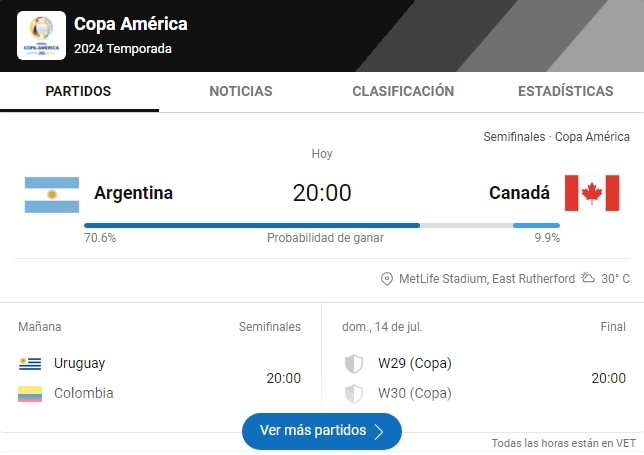 Copa América
2024 Temporada
PARTIDOS
NOTICIAS
CLASIFICACIÓN
ESTADÍSTICAS
Semifinales · Copa América
Hoy
Argentina
20:00
Canadá
70.6%
Probabilidad de ganar
9.9%
MetLife Stadium, East Rutherford 30° C
Mañana
Semifinales
Uruguay
Colombia
20:00
dom., 14 de jul.
Final
W29 (Copa)
W30 (Copa)
20:00
Ver más partidos
Todas las horas están en VET